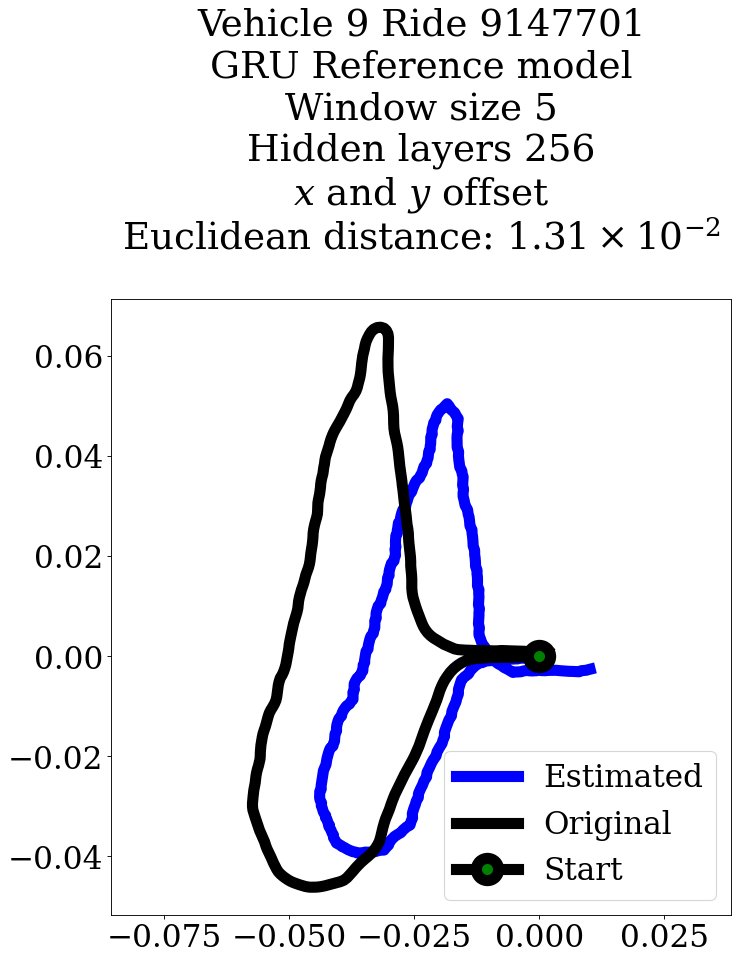 Vehicle 9 Ride 9147701
GRU Reference model
Window size 5
Hidden layers 256
x and y offset
Euclidean distance: 1.31 × 10⁻²
0.06
0.04
0.02
0.00
−0.02
−0.04
Estimated
Original
Start
−0.075 −0.050 −0.025 0.000 0.025